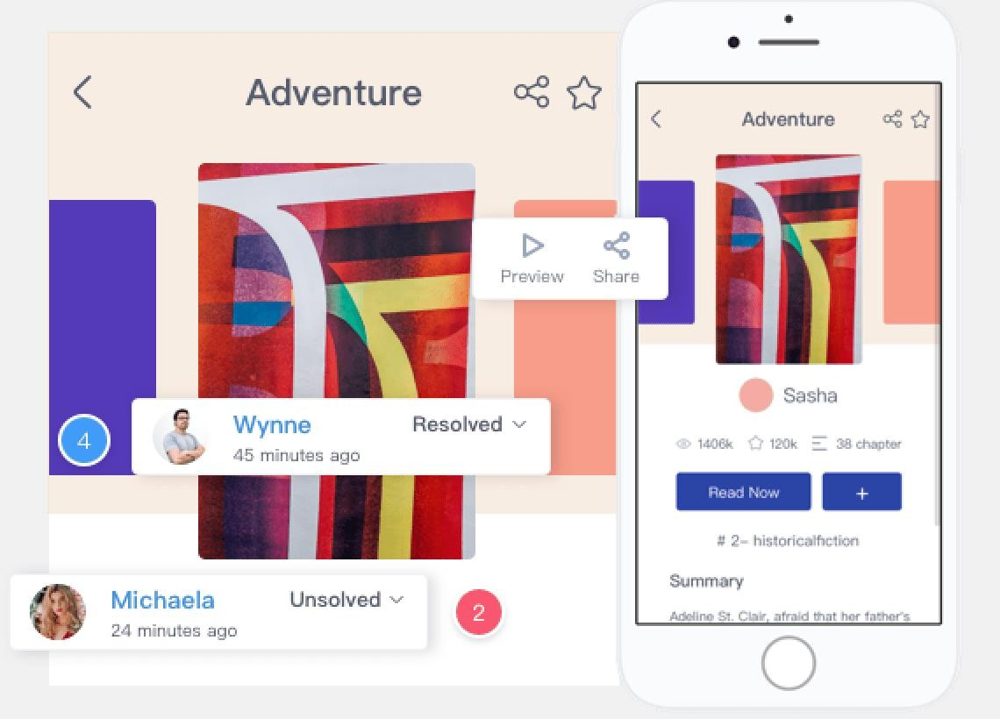 Adventure
Preview
Share
4
Wynne
Resolved
45 minutes ago
Michaela
Unsolved
24 minutes ago
2
Adventure
Sasha
1406k
120k
38 chapter
Read Now
+
# 2- historicalfiction
Summary
Adeline St. Clair, afraid that her father's